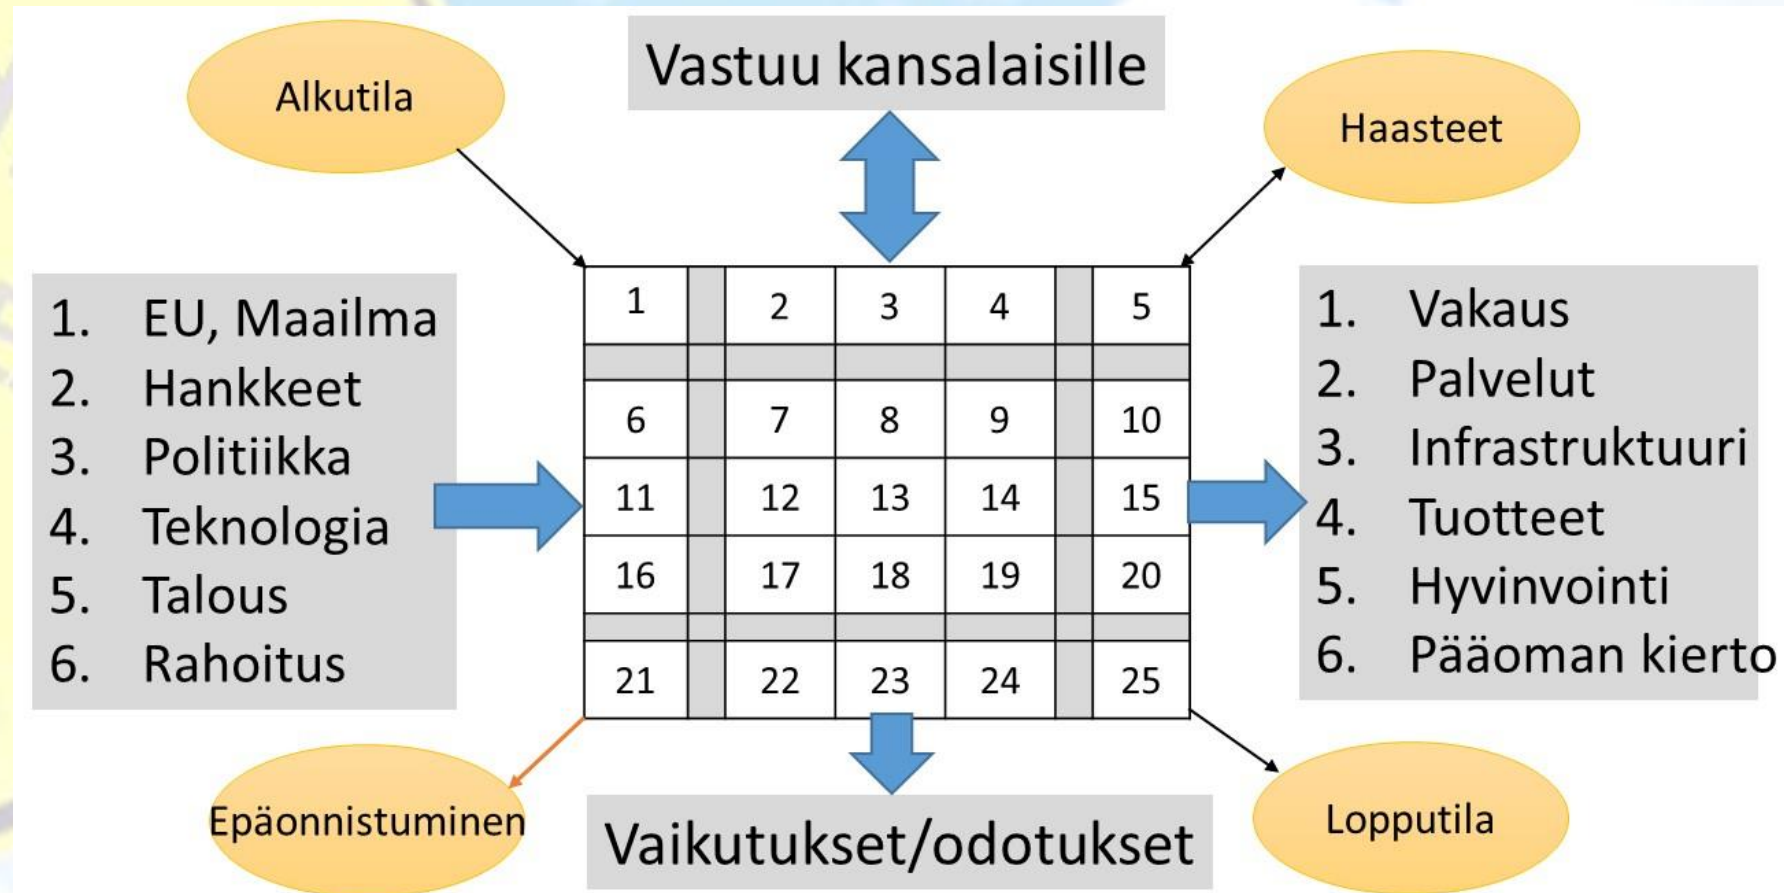 Vastuu kansalaisille
Alkutila
Haasteet
1. EU, Maailma
2. Hankkeet
3. Politiikka
4. Teknologia
5. Talous
6. Rahoitus
1 2 3 4 5
6 7 8 9 10
11 12 13 14 15
16 17 18 19 20
21 22 23 24 25
1. Vakaus
2. Palvelut
3. Infrastruktuuri
4. Tuotteet
5. Hyvinvointi
6. Pääoman kierto
Epäonnistuminen
Vaikutukset/odotukset
Lopputila